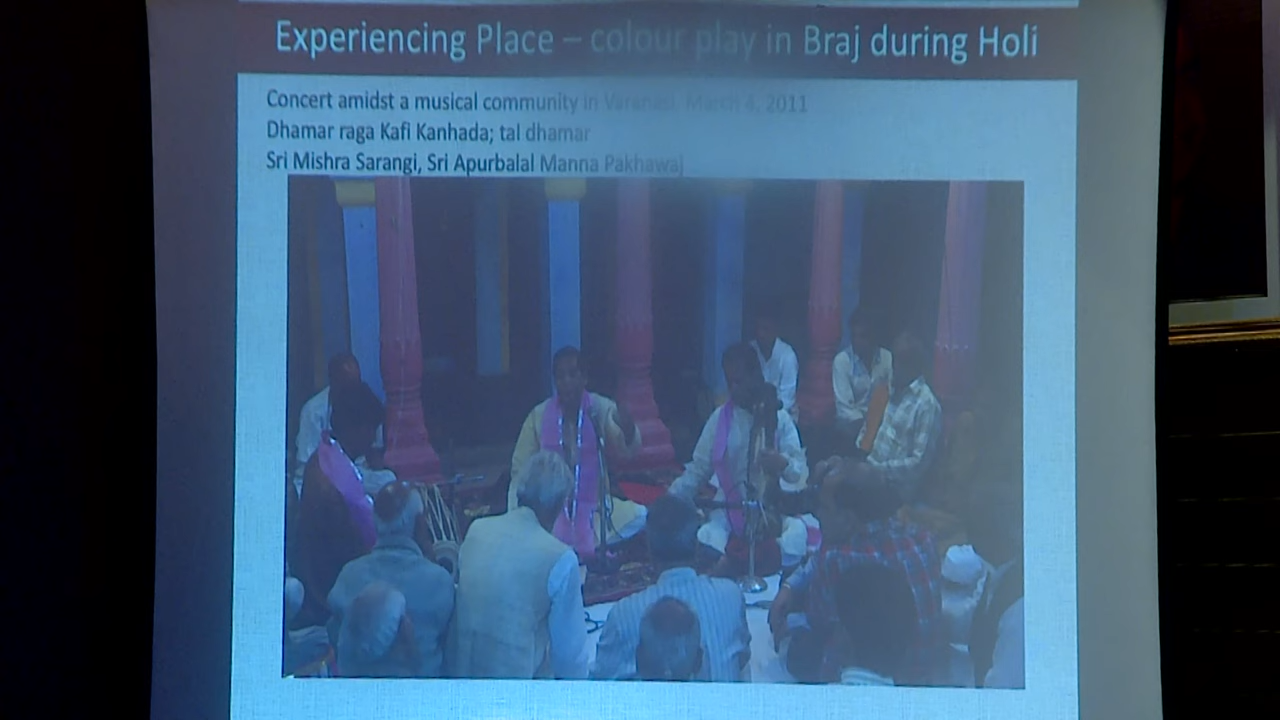 Experiencing Place – colour play in Braj during Holi
Concert amidst a musical community in Varanasi, March 4, 2011
Dhamar raga Kafi Kanhada; tal dhamar
Sri Mishra Sarangi, Sri Apurbalal Manna Pakhawaj